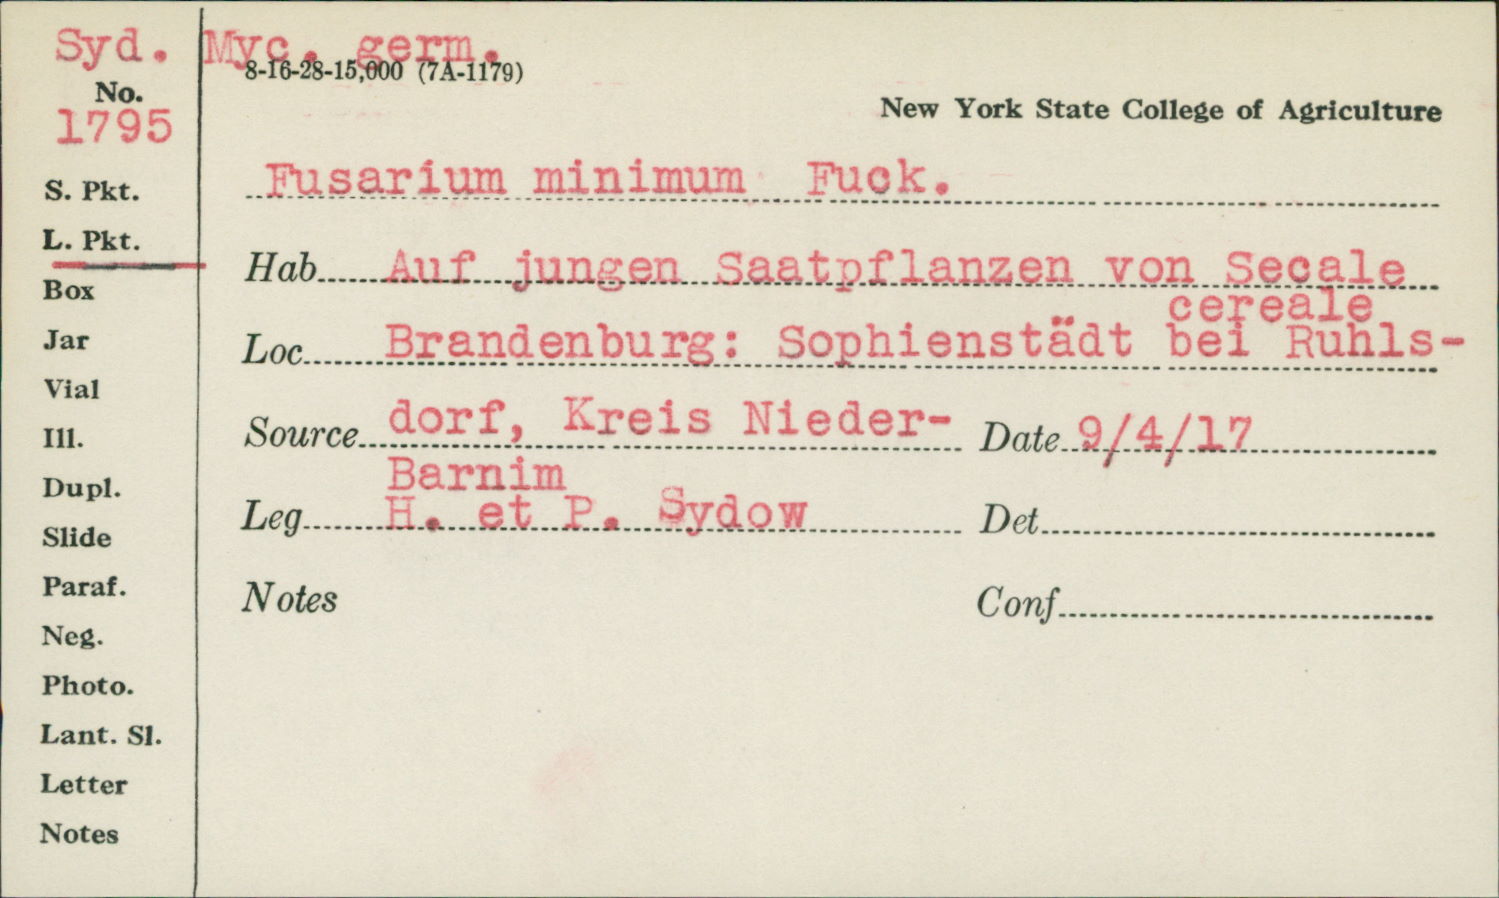 Syd. Myc. germ.
8-16-28-15,000 (7A-1179)
No.
1795
New York State College of Agriculture
S. Pkt.
Fusarium minimum Fuck.
L. Pkt.
Hab Auf jungen Saatpflanzen von Secale
cereale
Box
Jar
Loc Brandenburg: Sophienstädt bei Ruhls-
Vial
Ill.
Source dorf, Kreis Nieder- Date 9/4/17
Barnim
Dupl.
Leg H. et P. Sydow Det
Slide
Paraf.
Notes Conf
Neg.
Photo.
Lant. Sl.
Letter
Notes